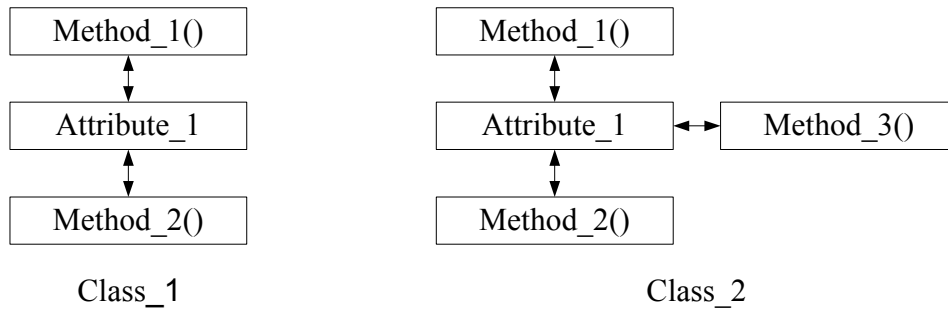 Method_1()
Attribute_1
Method_2()
Class_1
Method_1()
Attribute_1
Method_3()
Method_2()
Class_2